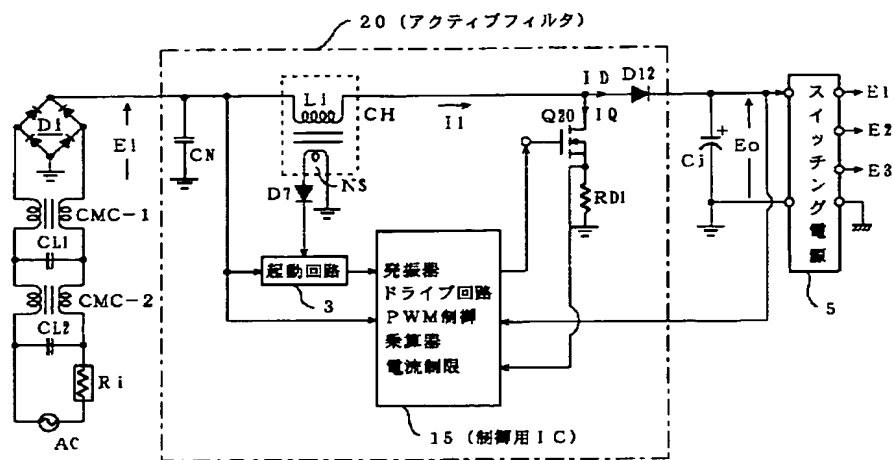 20(アクティブフィルタ)
D1
E1
CN
L1
CH
I1
ID
D12
IQ
Q20
Cj
Eo
スイッチング電源
E1
E2
E3
D7
NS
RD1
CMC-1
CL1
CMC-2
CL2
Ri
AC
起動回路
3
発振器
ドライブ回路
PWM制御
乗算器
電流制限
5
15(制御用IC)